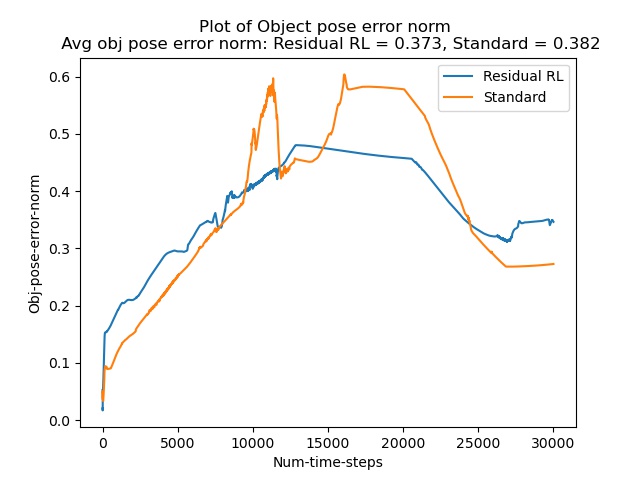 Plot of Object pose error norm
Avg obj pose error norm: Residual RL = 0.373, Standard = 0.382
Residual RL
Standard
Obj-pose-error-norm
0.6
0.5
0.4
0.3
0.2
0.1
0.0
0 5000 10000 15000 20000 25000 30000
Num-time-steps